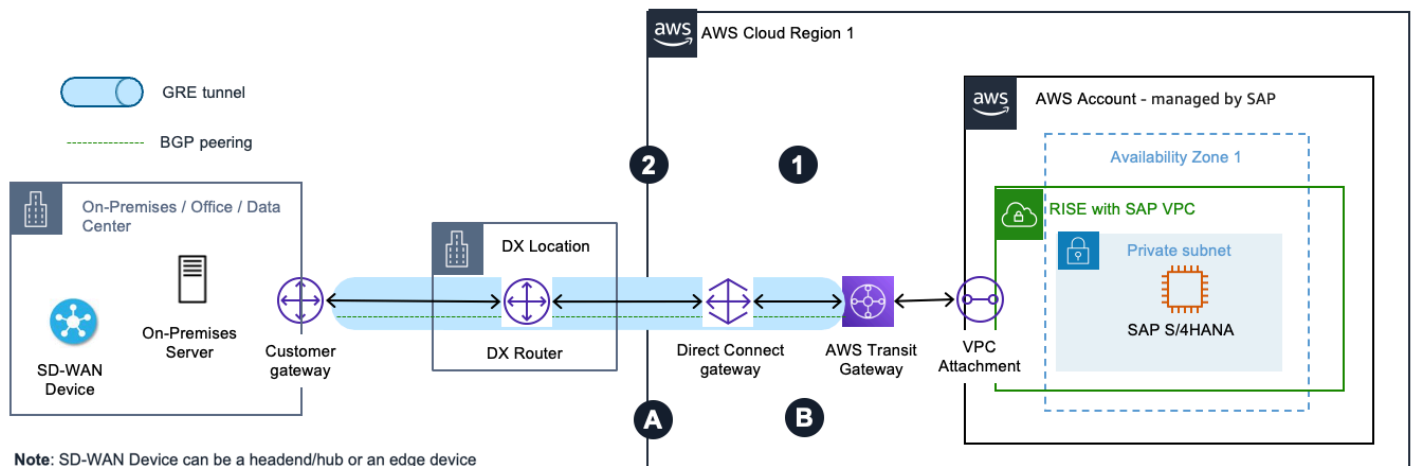 aws
AWS Cloud Region 1
GRE tunnel
BGP peering
aws
AWS Account - managed by SAP
2
1
Availability Zone 1
On-Premises / Office / Data
Center
RISE with SAP VPC
DX Location
Private subnet
SAP S/4HANA
On-Premises
Server
SD-WAN
Device
Customer
gateway
DX Router
Direct Connect
gateway
AWS Transit
Gateway
VPC
Attachment
A
B
Note: SD-WAN Device can be a headend/hub or an edge device